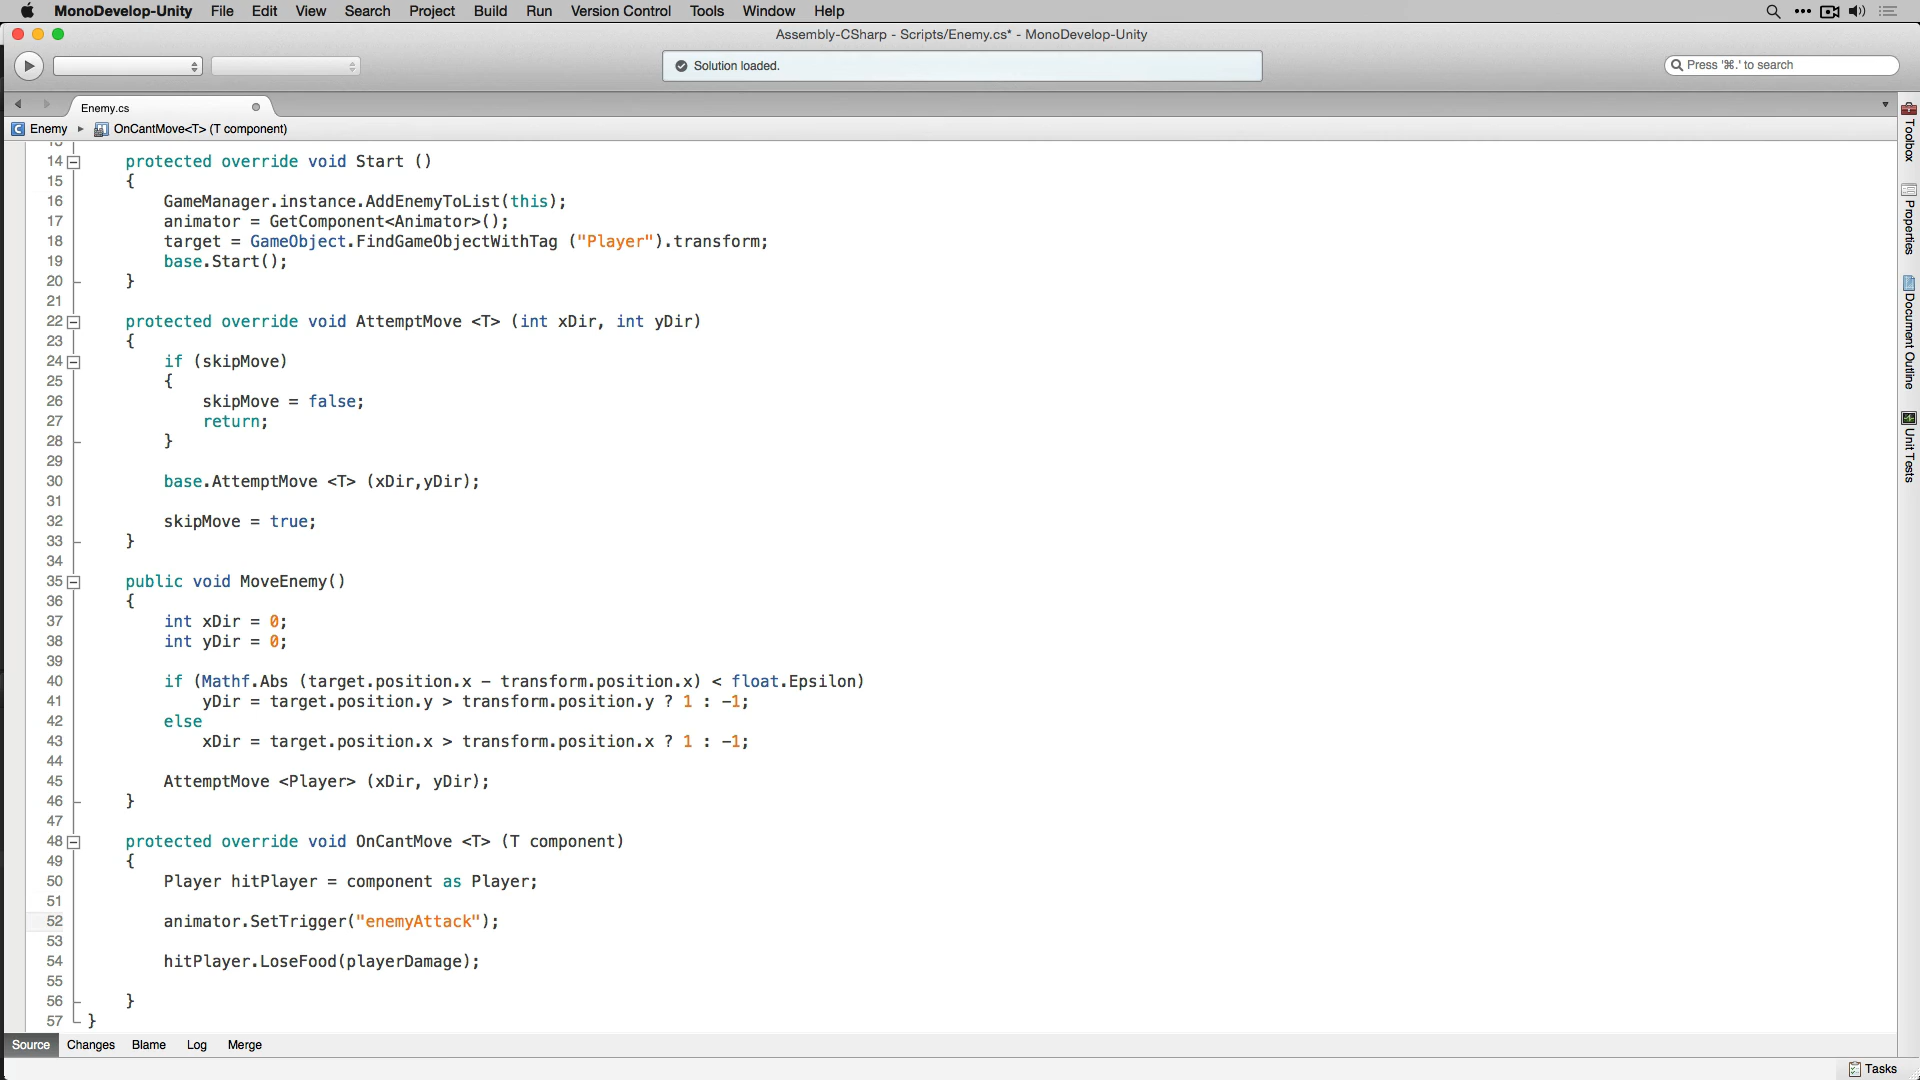 MonoDevelop-Unity File Edit View Search Project Build Run Version Control Tools Window Help
Assembly-CSharp - Scripts/Enemy.cs* - MonoDevelop-Unity
Solution loaded.
Press '⌘.' to search
Enemy.cs
Enemy ▸ OnCantMove<T> (T component)
14 protected override void Start ()
15 {
16 GameManager.instance.AddEnemyToList(this);
17 animator = GetComponent<Animator>();
18 target = GameObject.FindGameObjectWithTag ("Player").transform;
19 base.Start();
20 }
21
22 protected override void AttemptMove <T> (int xDir, int yDir)
23 {
24 if (skipMove)
25 {
26 skipMove = false;
27 return;
28 }
29
30 base.AttemptMove <T> (xDir,yDir);
31
32 skipMove = true;
33 }
34
35 public void MoveEnemy()
36 {
37 int xDir = 0;
38 int yDir = 0;
39
40 if (Mathf.Abs (target.position.x - transform.position.x) < float.Epsilon)
41 yDir = target.position.y > transform.position.y ? 1 : -1;
42 else
43 xDir = target.position.x > transform.position.x ? 1 : -1;
44
45 AttemptMove <Player> (xDir, yDir);
46 }
47
48 protected override void OnCantMove <T> (T component)
49 {
50 Player hitPlayer = component as Player;
51
52 animator.SetTrigger("enemyAttack");
53
54 hitPlayer.LoseFood(playerDamage);
55
56 }
57 }
Toolbox
Properties
Document Outline
Unit Tests
Source Changes Blame Log Merge
Tasks